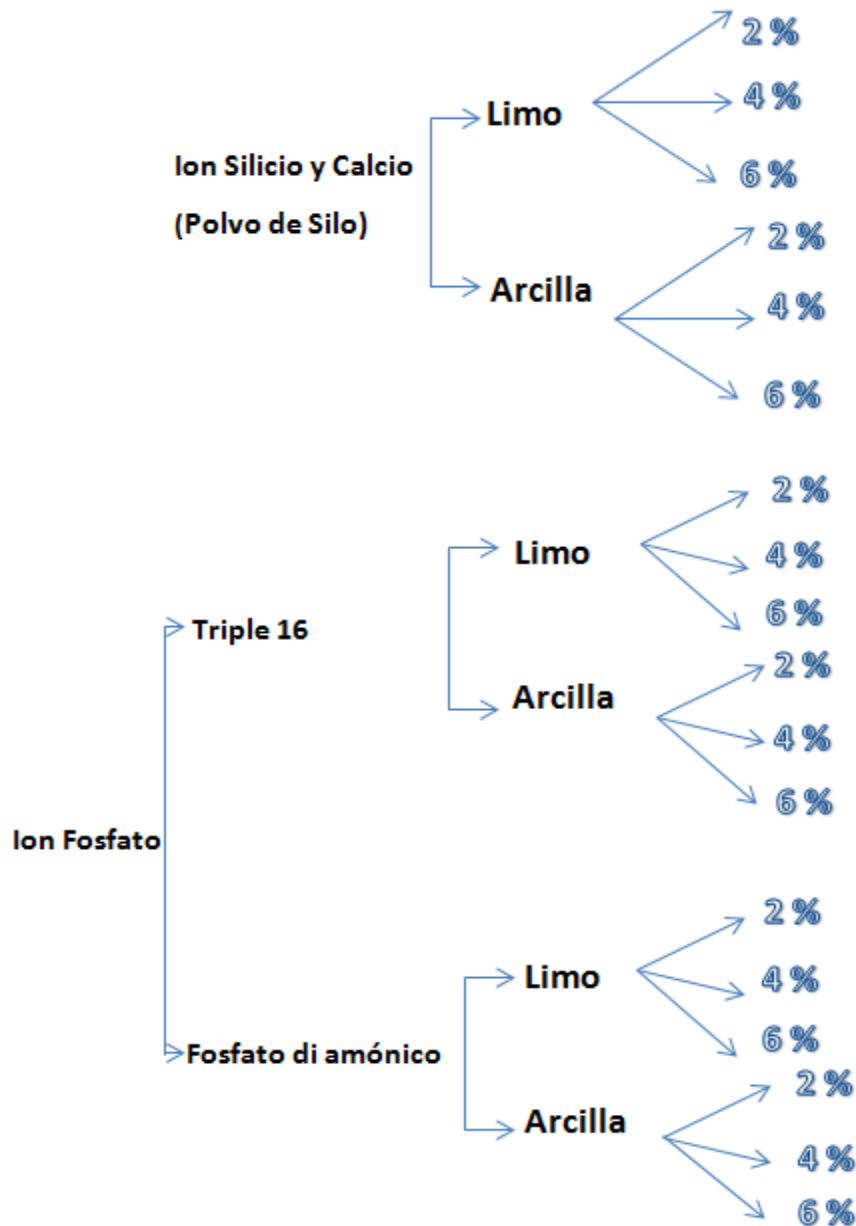 2 %
Limo
4 %
Ion Silicio y Calcio
(Polvo de Silo)
6 %
2 %
Arcilla
4 %
6 %
2 %
Limo
4 %
6 %
Triple 16
2 %
Arcilla
4 %
6 %
Ion Fosfato
2 %
Limo
4 %
6 %
Fosfato di amónico
2 %
Arcilla
4 %
6 %